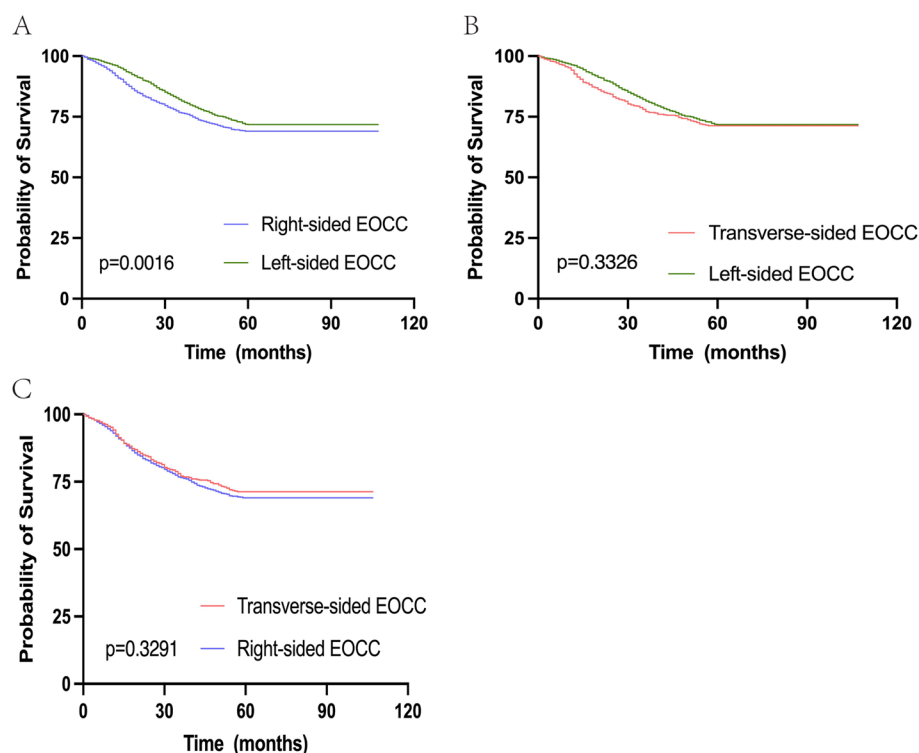 A
Probability of Survival
100
75
50
25
0
Right-sided EOCC
Left-sided EOCC
p=0.0016
0 30 60 90 120
Time (months)
B
Probability of Survival
100
75
50
25
0
Transverse-sided EOCC
Left-sided EOCC
p=0.3326
0 30 60 90 120
Time (months)
C
Probability of Survival
100
75
50
25
0
Transverse-sided EOCC
Right-sided EOCC
p=0.3291
0 30 60 90 120
Time (months)